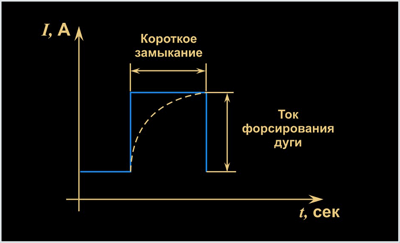 I, А
Короткое
замыкание
Ток
форсирования
дуги
t, сек